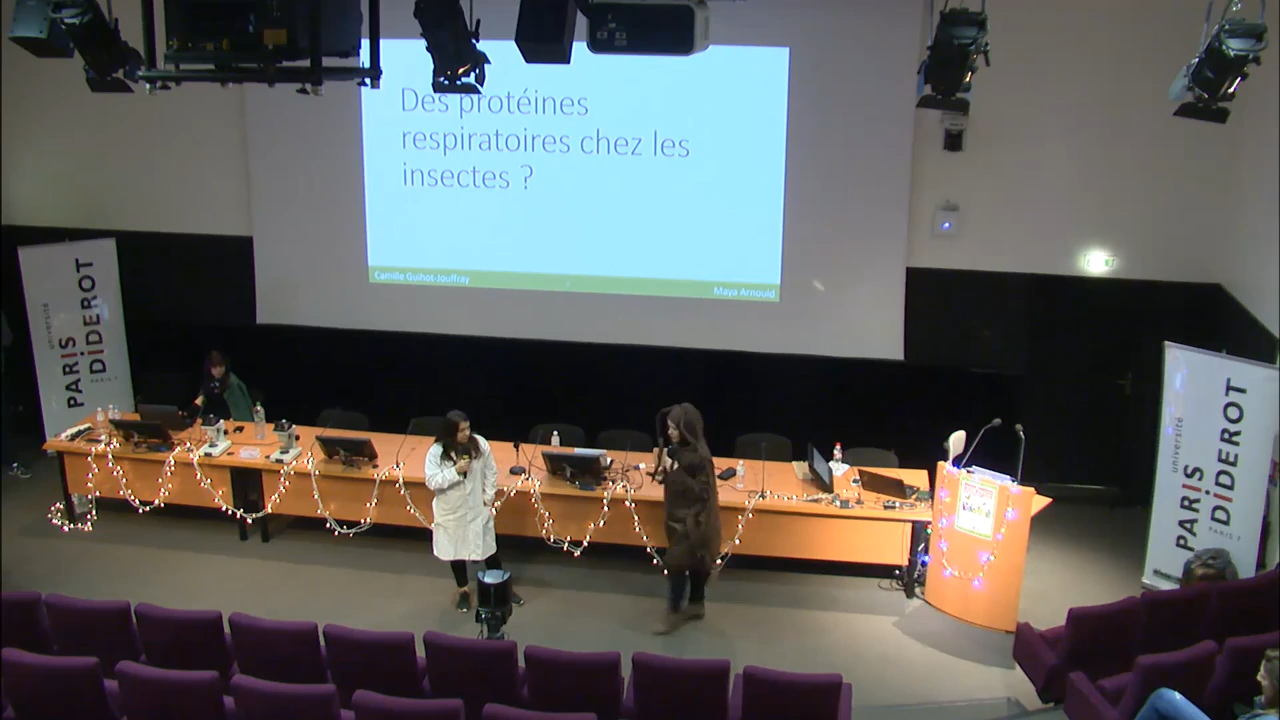 Des protéines
respiratoires chez les
insectes ?
Camille Guihot-Jouffray
Maya Arnould
université
PARIS
DiDEROT
PARIS 7
université
PARIS
DiDEROT
PARIS 7